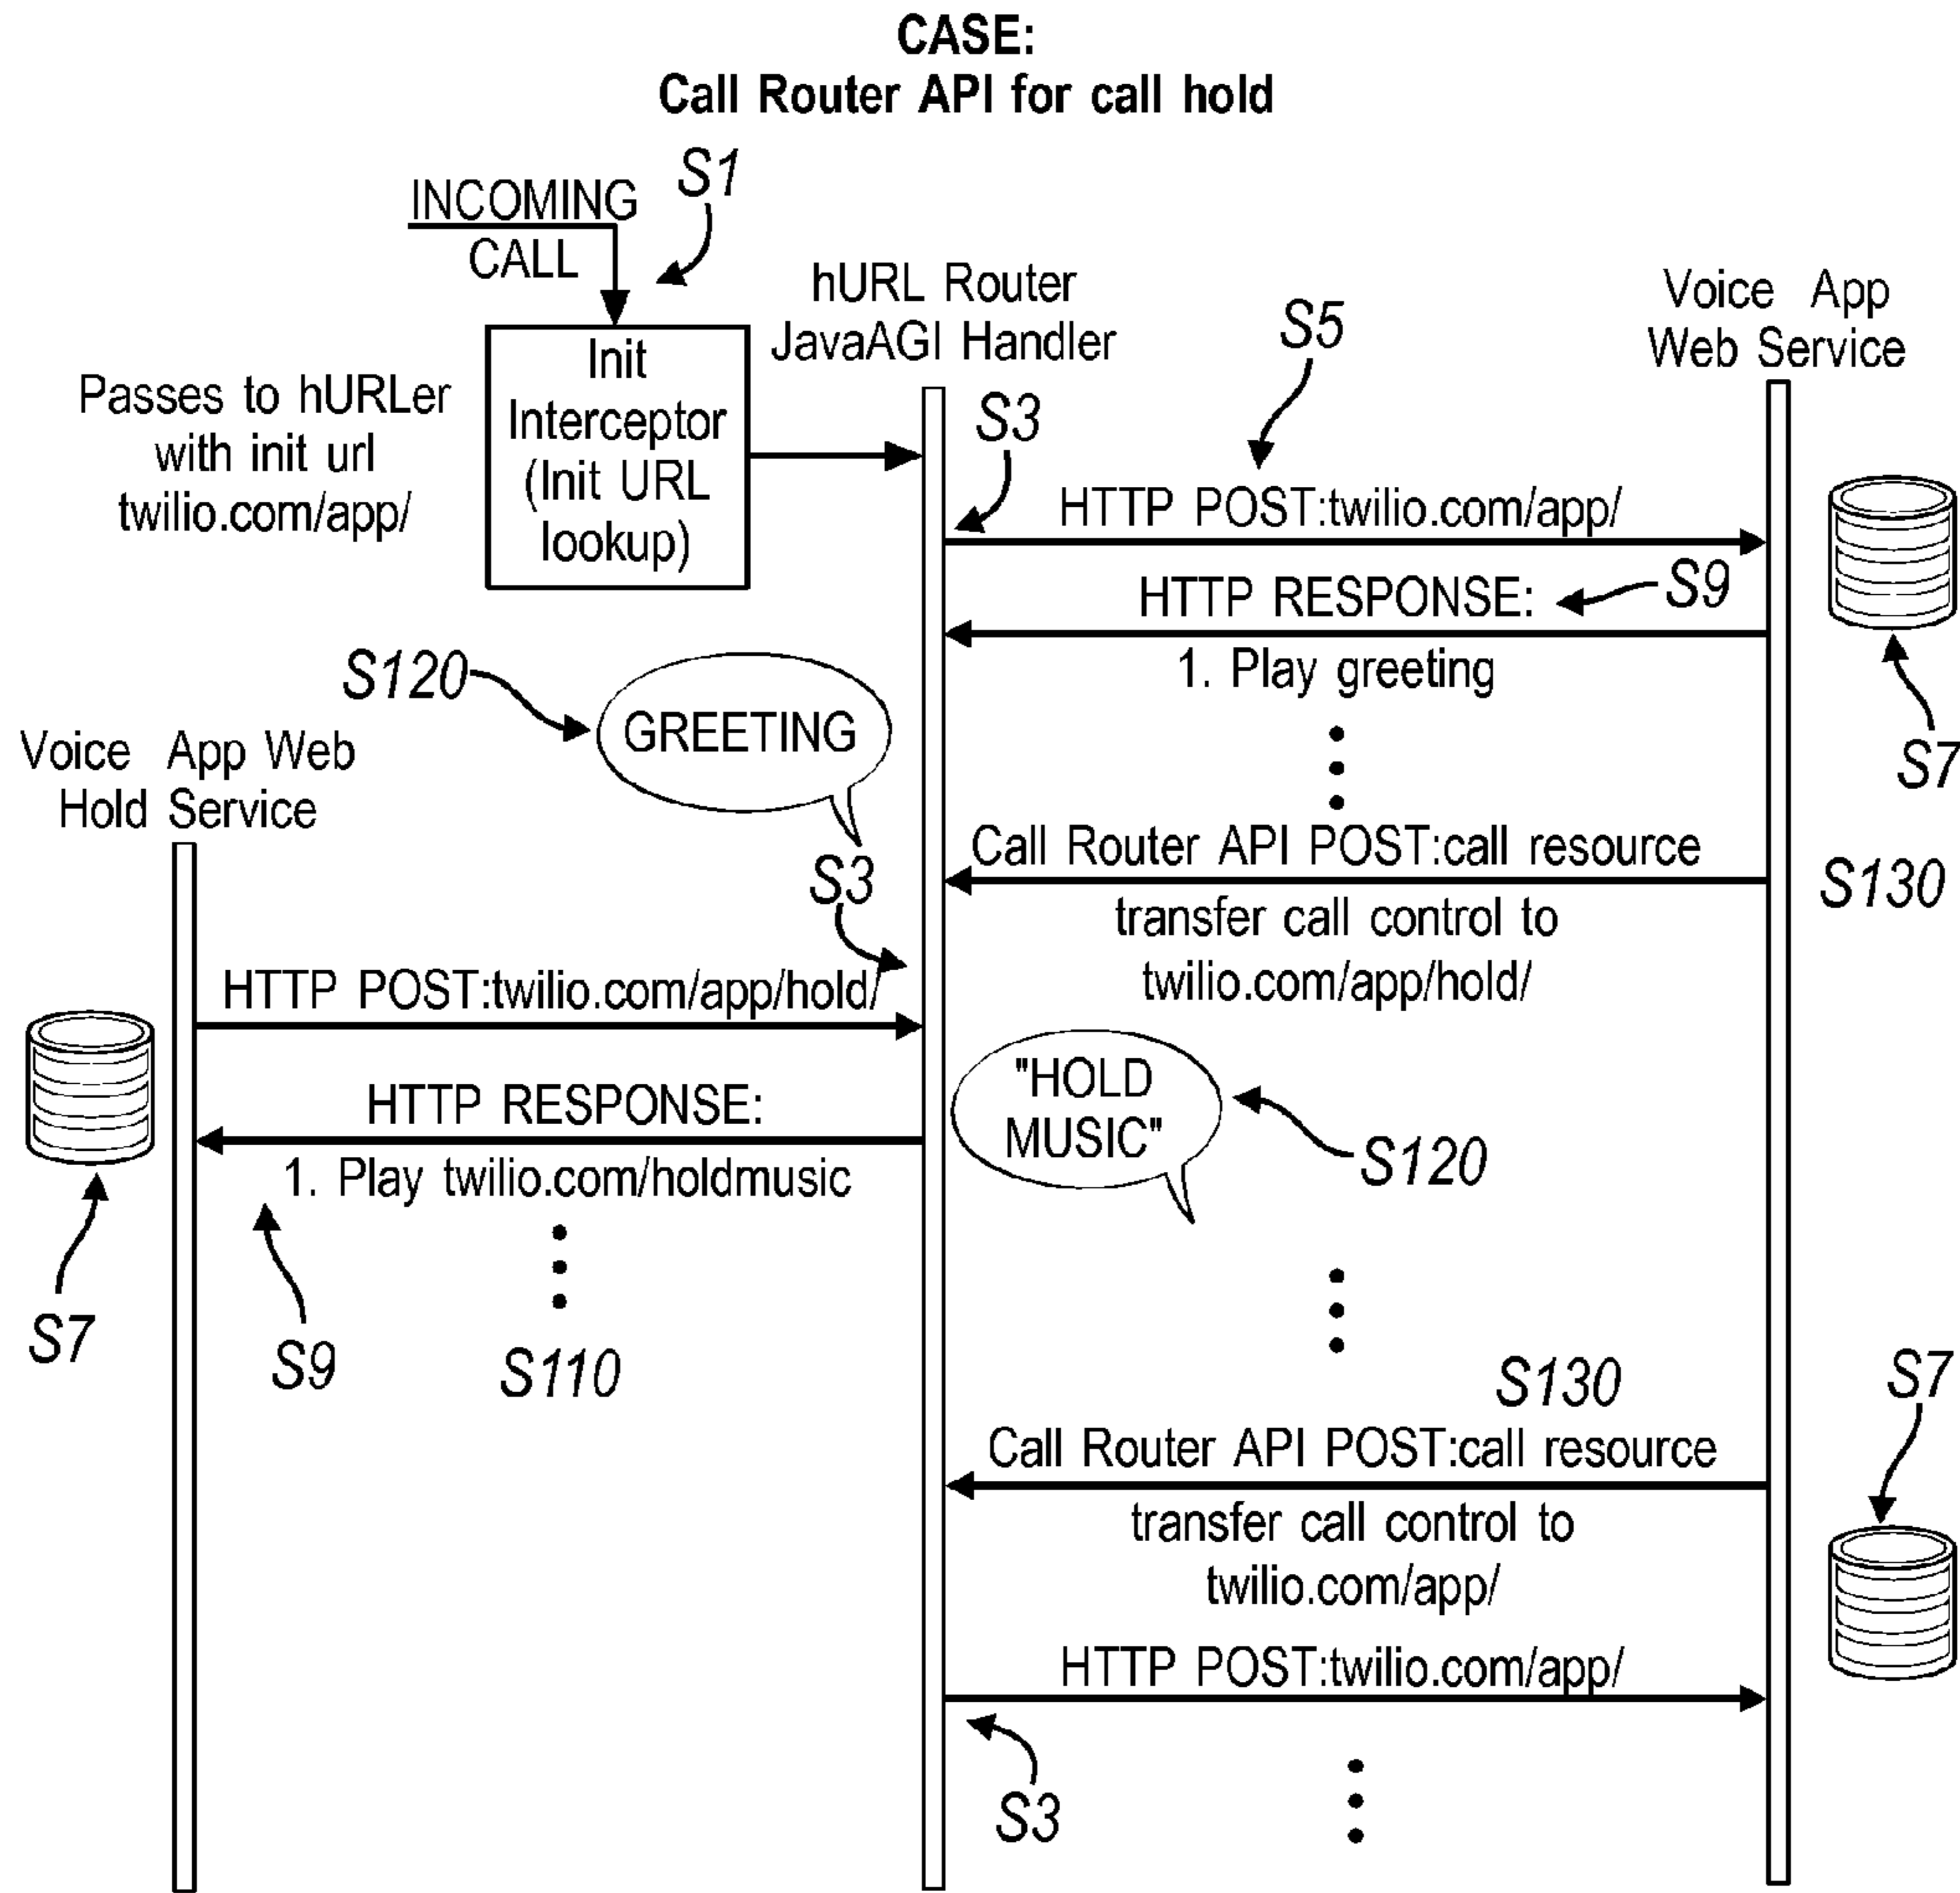 CASE:
Call Router API for call hold
S1
INCOMING
CALL
hURL Router
JavaAGI Handler
Voice App
Web Service
Init
Interceptor
(Init URL
lookup)
Passes to hURLer
with init url
twilio.com/app/
S5
S3
HTTP POST:twilio.com/app/
HTTP RESPONSE:
S9
1. Play greeting
S7
S120
GREETING
Voice App Web
Hold Service
S3
Call Router API POST:call resource
S130
transfer call control to
twilio.com/app/hold/
HTTP POST:twilio.com/app/hold/
"HOLD
MUSIC"
S120
HTTP RESPONSE:
1. Play twilio.com/holdmusic
S7
S9
S110
S130
S7
Call Router API POST:call resource
transfer call control to
twilio.com/app/
HTTP POST:twilio.com/app/
S3